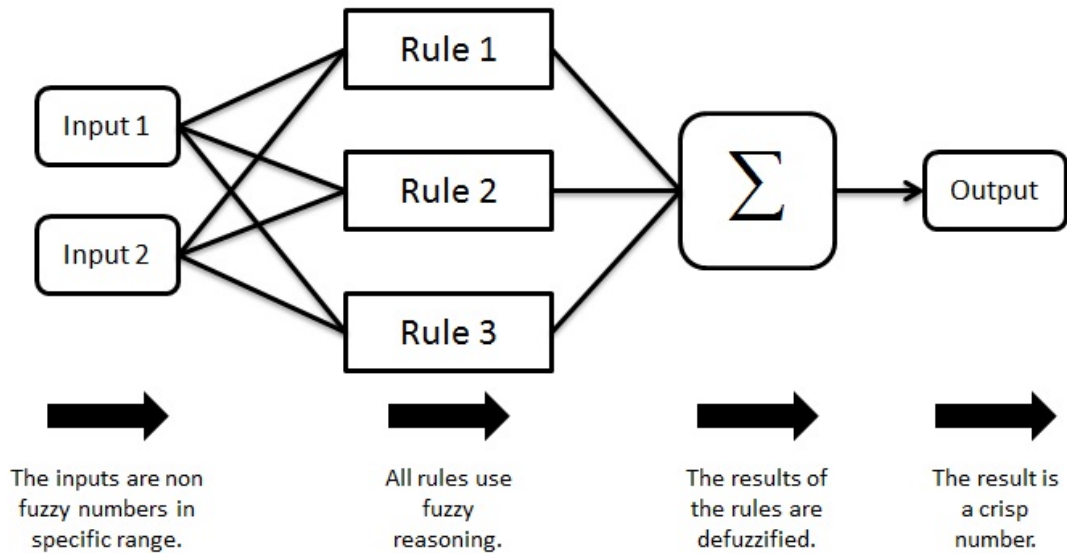 Rule 1
Input 1
Rule 2
Σ
Output
Input 2
Rule 3
The inputs are non
fuzzy numbers in
specific range.
All rules use
fuzzy
reasoning.
The results of
the rules are
defuzzified.
The result is
a crisp
number.